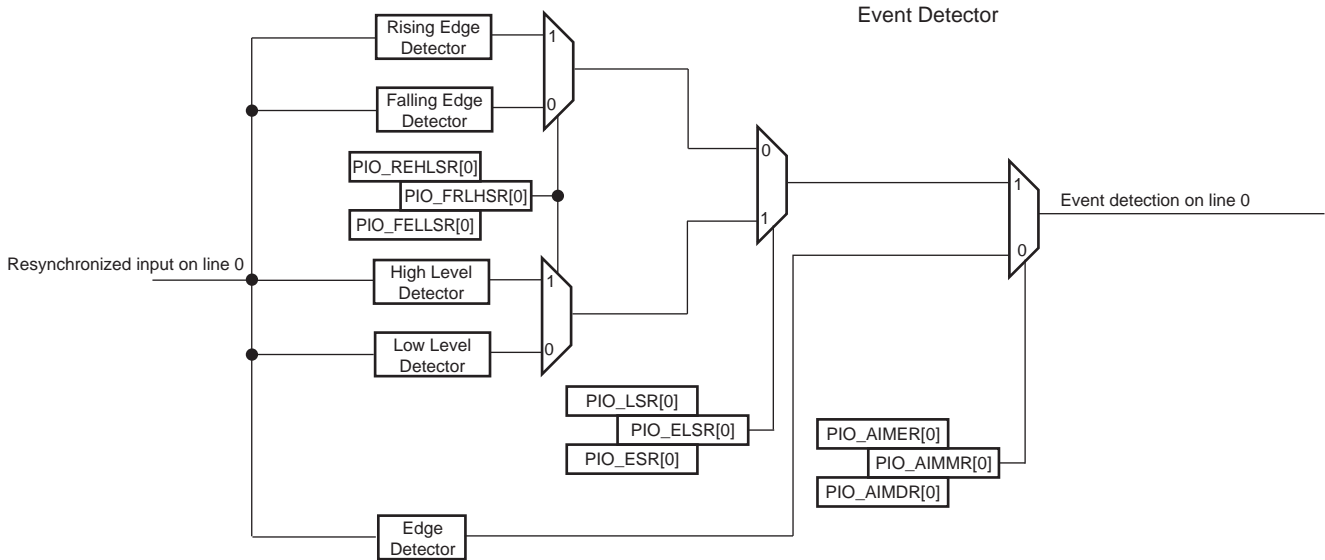 Event Detector
Rising Edge
Detector
1
Falling Edge
Detector
0
0
PIO_REHLSR[0]
PIO_FRLHSR[0]
PIO_FELLSR[0]
1
1
Event detection on line 0
0
Resynchronized input on line 0
High Level
Detector
1
Low Level
Detector
0
PIO_LSR[0]
PIO_ELSR[0]
PIO_ESR[0]
PIO_AIMER[0]
PIO_AIMMR[0]
PIO_AIMDR[0]
Edge
Detector